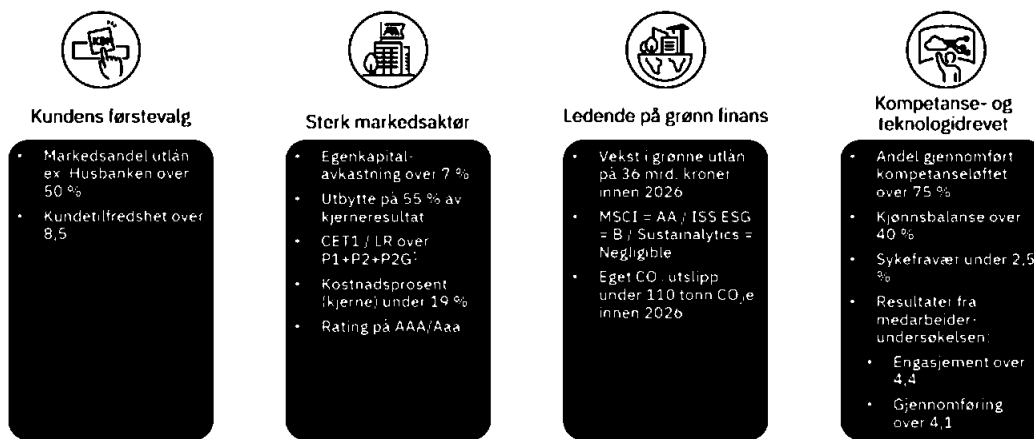 Kundens førstevalg
• Markedsandel utlån
ex. Husbanken over
50 %
• Kundetilfredshet over
8,5
Sterk markedsaktør
• Egenkapital-
avkastning over 7 %
• Utbytte på 55 % av
kjerneresultat
• CET1 / LR over
P1+P2+P2G
• Kostnadsprosent
(kjerne) under 19 %
• Rating på AAA/Aaa
Ledende på grønn finans
• Vekst i grønne utlån
på 36 mrd. kroner
innen 2026
• MSCI = AA / ISS ESG
= B / Sustainalytics =
Negligible
• Eget CO₂ utslipp
under 110 tonn CO₂e
innen 2026
Kompetanse- og
teknologidrevet
• Andel gjennomført
kompetanseløftet
over 75 %
• Kjønnsbalanse over
40 %
• Sykefravær under 2,5
%
• Resultater fra
medarbeider-
undersøkelsen:
• Engasjement over
4,4
• Gjennomføring
over 4,1